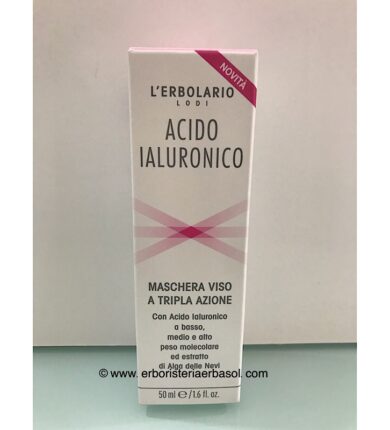 NOVITÀ
L'ERBOLARIO
LODI
ACIDO
IALURONICO
MASCHERA VISO
A TRIPLA AZIONE
Con Acido Ialuronico
a basso,
medio e alto
peso molecolare
ed estratto
di Alga delle Nevi
© www. erboristeriaerbasol. com
50 ml e /1.6 fl. oz.